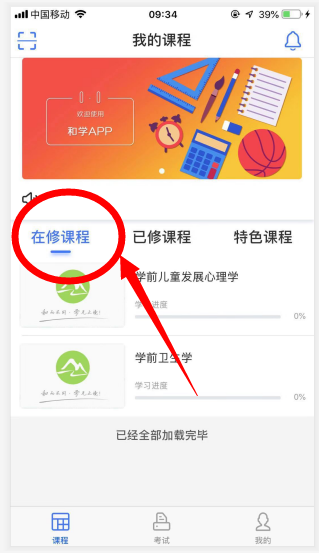 中国移动 09:34 39%
我的课程
欢迎使用
和学APP
在修课程 已修课程 特色课程
学前儿童发展心理学
学习进度
0%
学前卫生学
学习进度
0%
已经全部加载完毕
课程 考试 我的